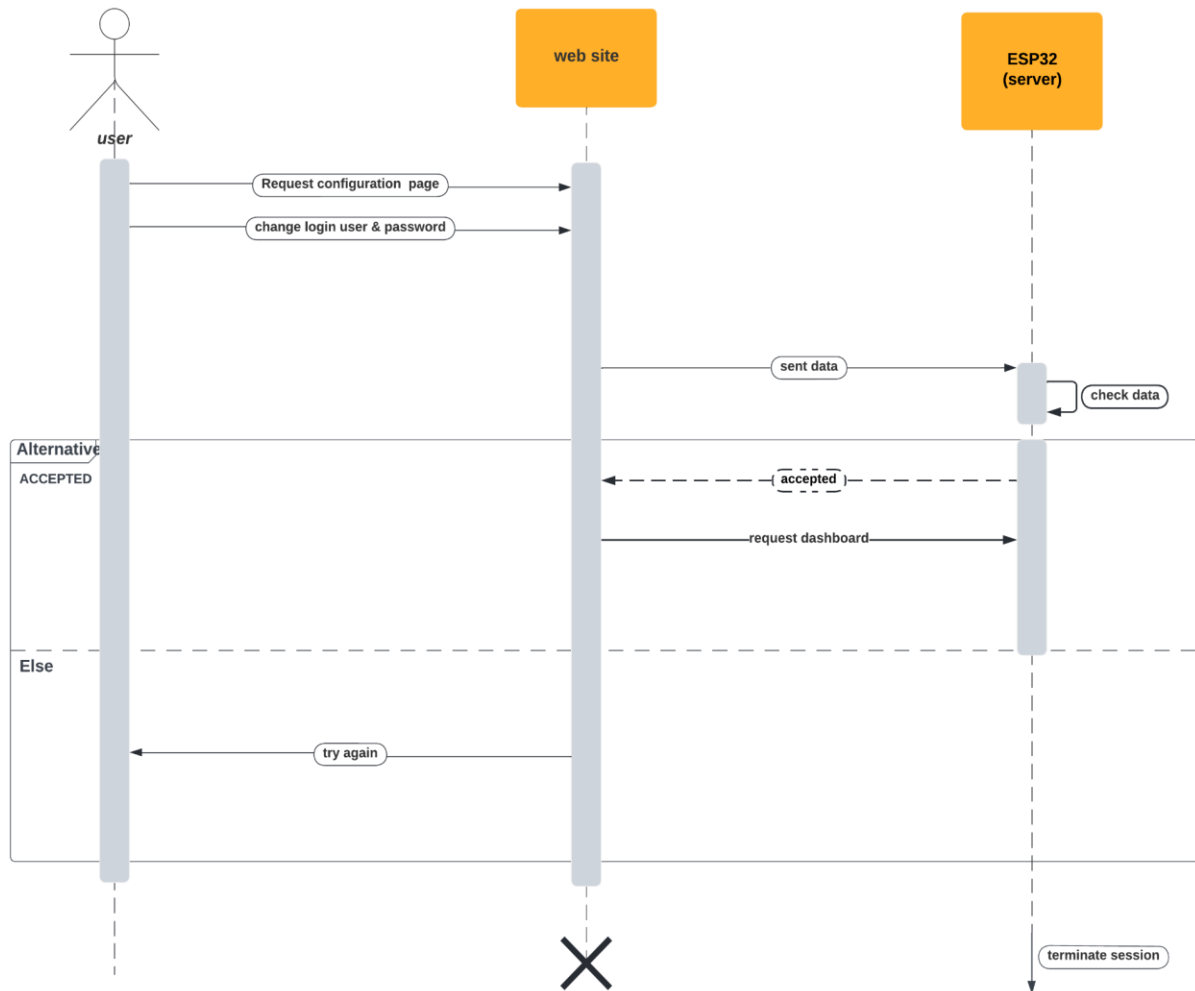 web site
ESP32
(server)
user
Request configuration  page
change login user & password
sent data
check data
Alternative
ACCEPTED
accepted
request dashboard
Else
try again
terminate session